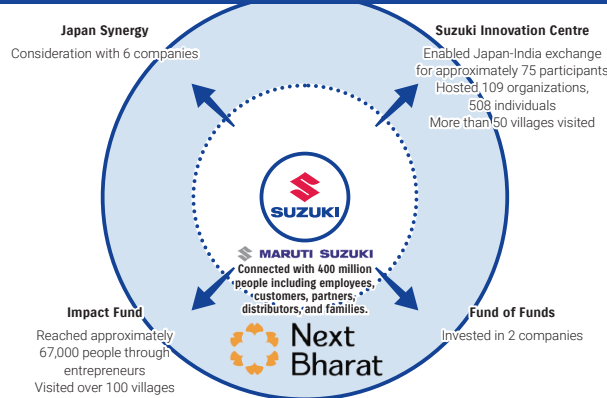 Japan Synergy
Consideration with 6 companies
Suzuki Innovation Centre
Enabled Japan-India exchange
for approximately 75 participants
Hosted 109 organizations,
508 individuals
More than 50 villages visited
SUZUKI
MARUTI SUZUKI
Connected with 400 million
people including employees,
customers, partners,
distributors, and families.
Impact Fund
Reached approximately
67,000 people through
entrepreneurs
Visited over 100 villages
Next
Bharat
Fund of Funds
Invested in 2 companies